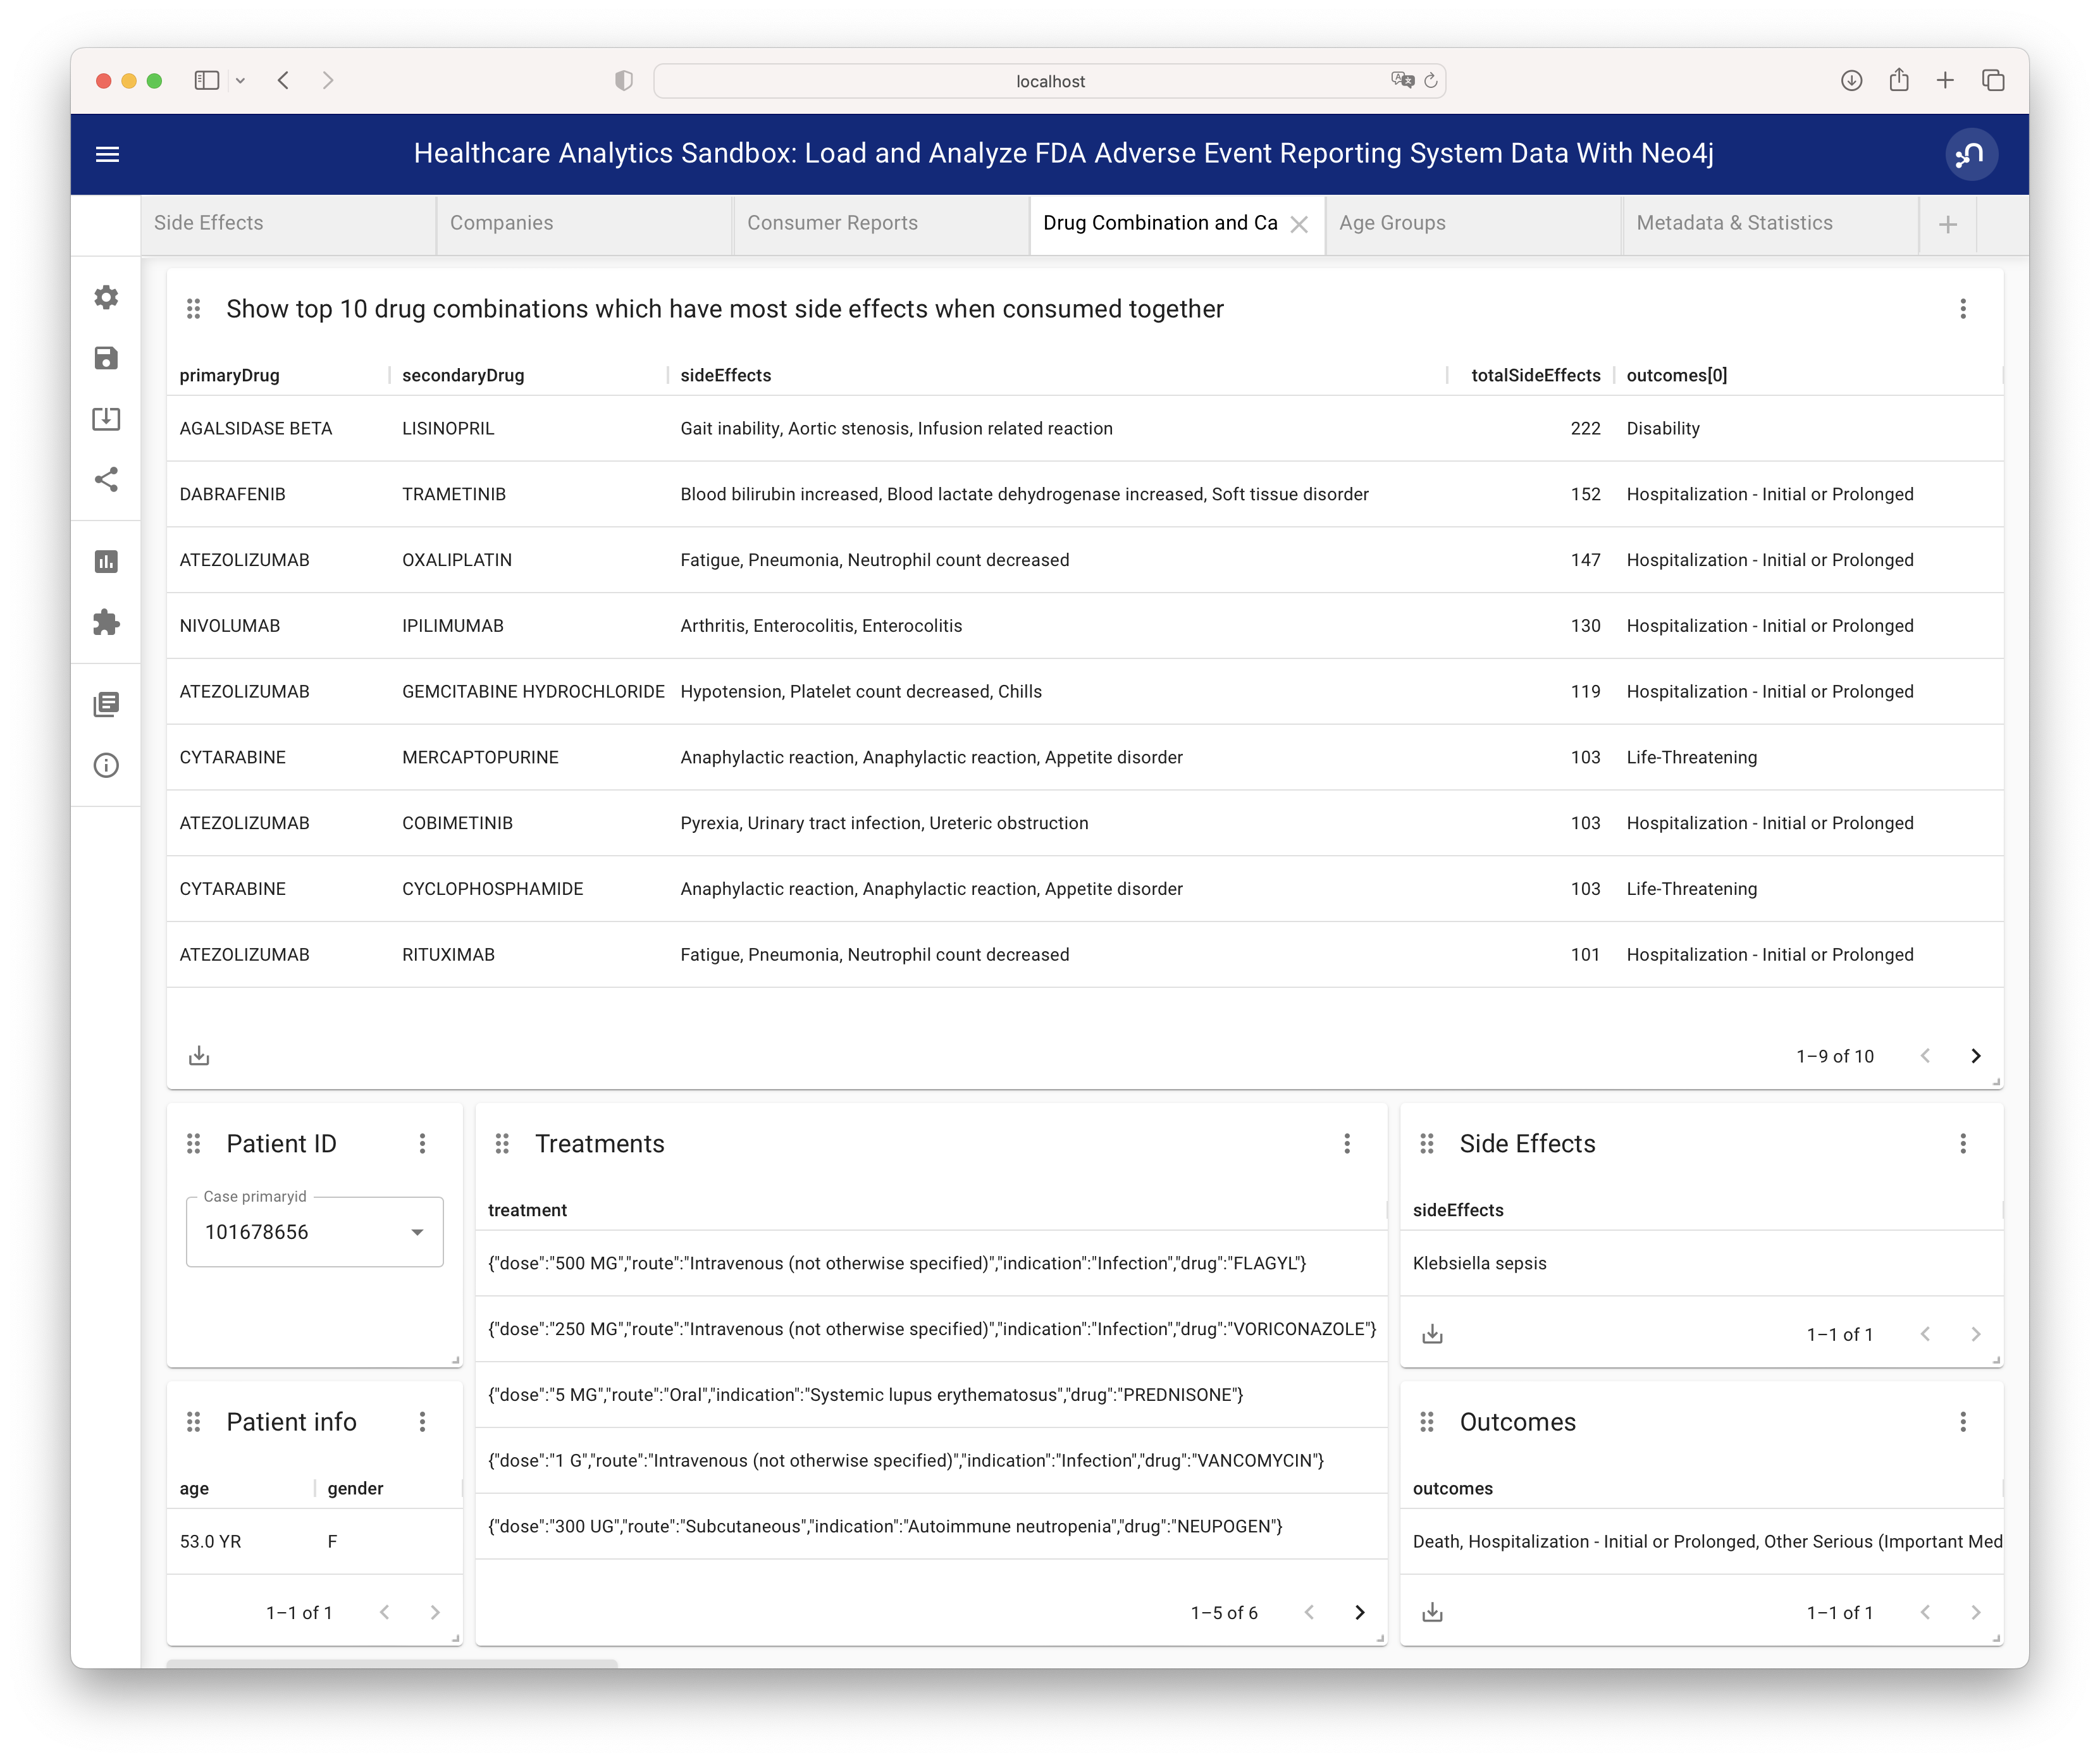 localhost
Healthcare Analytics Sandbox: Load and Analyze FDA Adverse Event Reporting System Data With Neo4j
Side Effects Companies Consumer Reports Drug Combination and Ca Age Groups Metadata & Statistics
Show top 10 drug combinations which have most side effects when consumed together
primaryDrug secondaryDrug sideEffects totalSideEffects outcomes[0]
AGALSIDASE BETA LISINOPRIL Gait inability, Aortic stenosis, Infusion related reaction 222 Disability
DABRAFENIB TRAMETINIB Blood bilirubin increased, Blood lactate dehydrogenase increased, Soft tissue disorder 152 Hospitalization - Initial or Prolonged
ATEZOLIZUMAB OXALIPLATIN Fatigue, Pneumonia, Neutrophil count decreased 147 Hospitalization - Initial or Prolonged
NIVOLUMAB IPILIMUMAB Arthritis, Enterocolitis, Enterocolitis 130 Hospitalization - Initial or Prolonged
ATEZOLIZUMAB GEMCITABINE HYDROCHLORIDE Hypotension, Platelet count decreased, Chills 119 Hospitalization - Initial or Prolonged
CYTARABINE MERCAPTOPURINE Anaphylactic reaction, Anaphylactic reaction, Appetite disorder 103 Life-Threatening
ATEZOLIZUMAB COBIMETINIB Pyrexia, Urinary tract infection, Ureteric obstruction 103 Hospitalization - Initial or Prolonged
CYTARABINE CYCLOPHOSPHAMIDE Anaphylactic reaction, Anaphylactic reaction, Appetite disorder 103 Life-Threatening
ATEZOLIZUMAB RITUXIMAB Fatigue, Pneumonia, Neutrophil count decreased 101 Hospitalization - Initial or Prolonged
1–9 of 10
Patient ID
Case primaryid
101678656
Patient info
age gender
53.0 YR F
1–1 of 1
Treatments
treatment
{"dose":"500 MG","route":"Intravenous (not otherwise specified)","indication":"Infection","drug":"FLAGYL"}
{"dose":"250 MG","route":"Intravenous (not otherwise specified)","indication":"Infection","drug":"VORICONAZOLE"}
{"dose":"5 MG","route":"Oral","indication":"Systemic lupus erythematosus","drug":"PREDNISONE"}
{"dose":"1 G","route":"Intravenous (not otherwise specified)","indication":"Infection","drug":"VANCOMYCIN"}
{"dose":"300 UG","route":"Subcutaneous","indication":"Autoimmune neutropenia","drug":"NEUPOGEN"}
1–5 of 6
Side Effects
sideEffects
Klebsiella sepsis
1–1 of 1
Outcomes
outcomes
Death, Hospitalization - Initial or Prolonged, Other Serious (Important Med
1–1 of 1